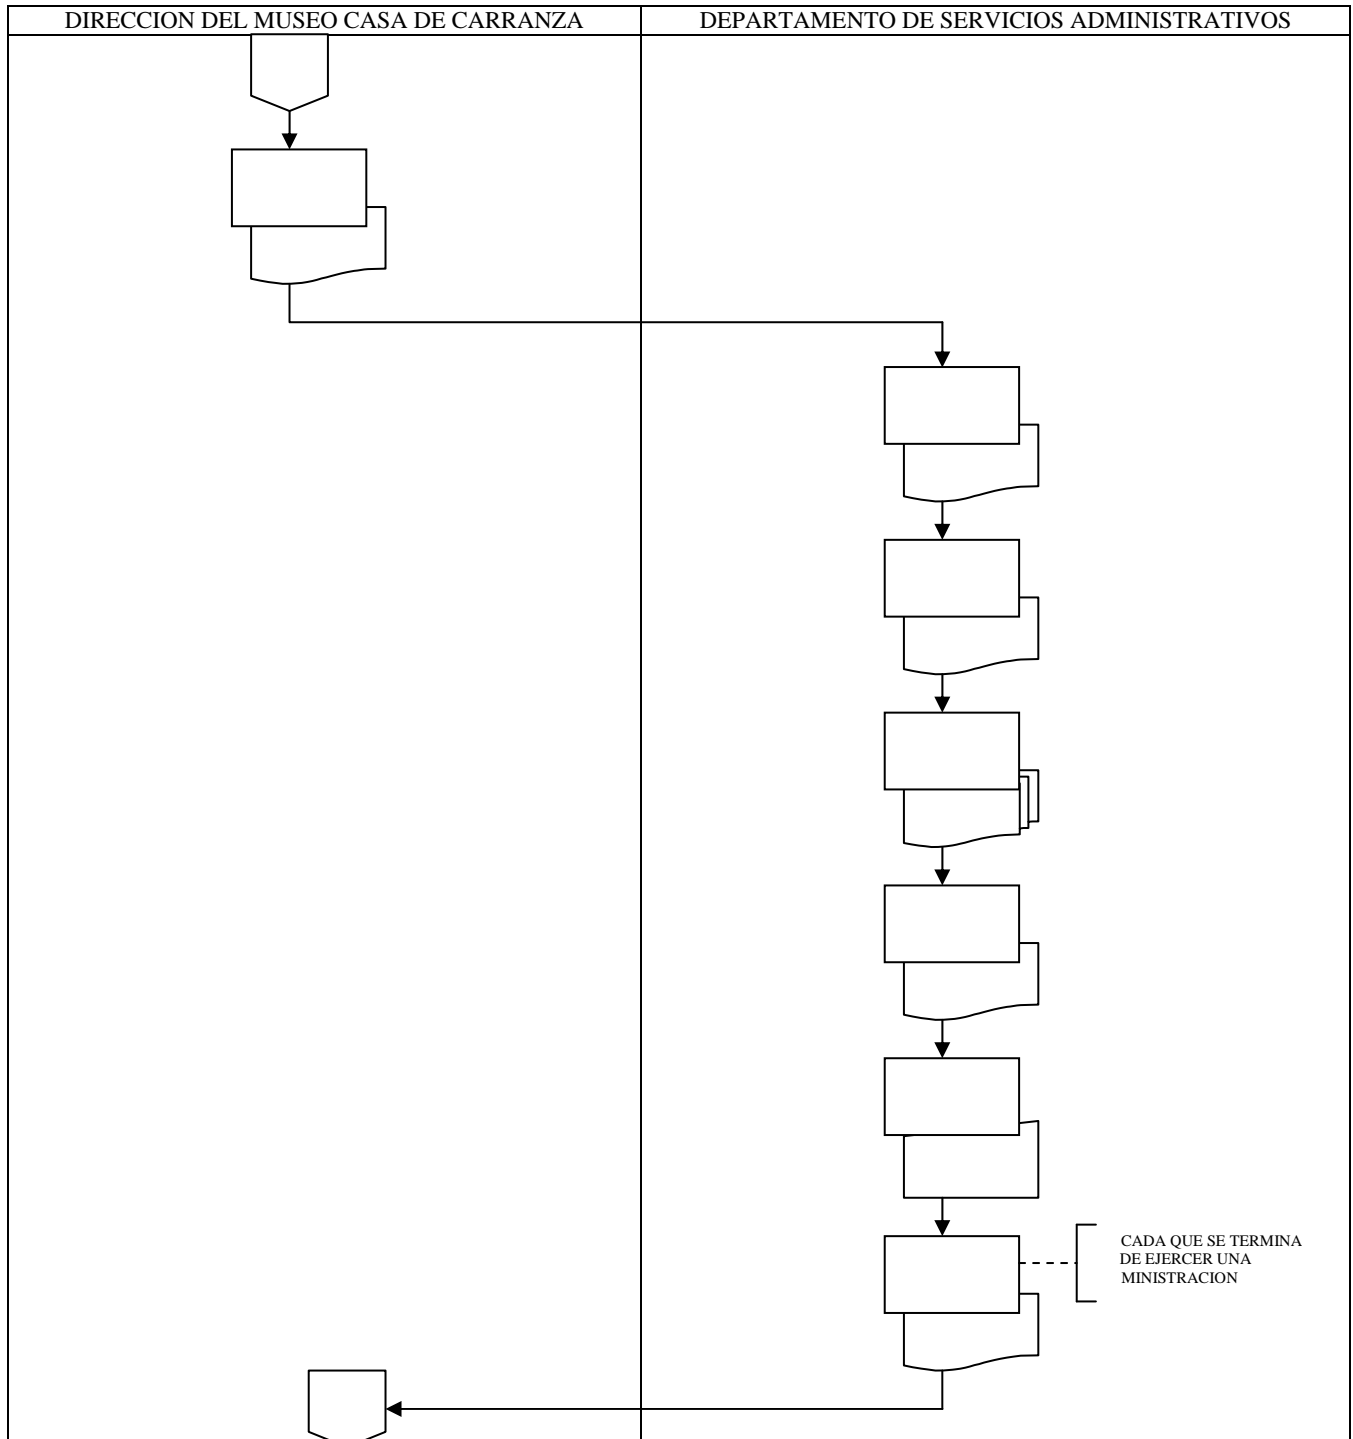 DIRECCION DEL MUSEO CASA DE CARRANZA
DEPARTAMENTO DE SERVICIOS ADMINISTRATIVOS
CADA QUE SE TERMINA
DE EJERCER UNA
MINISTRACION